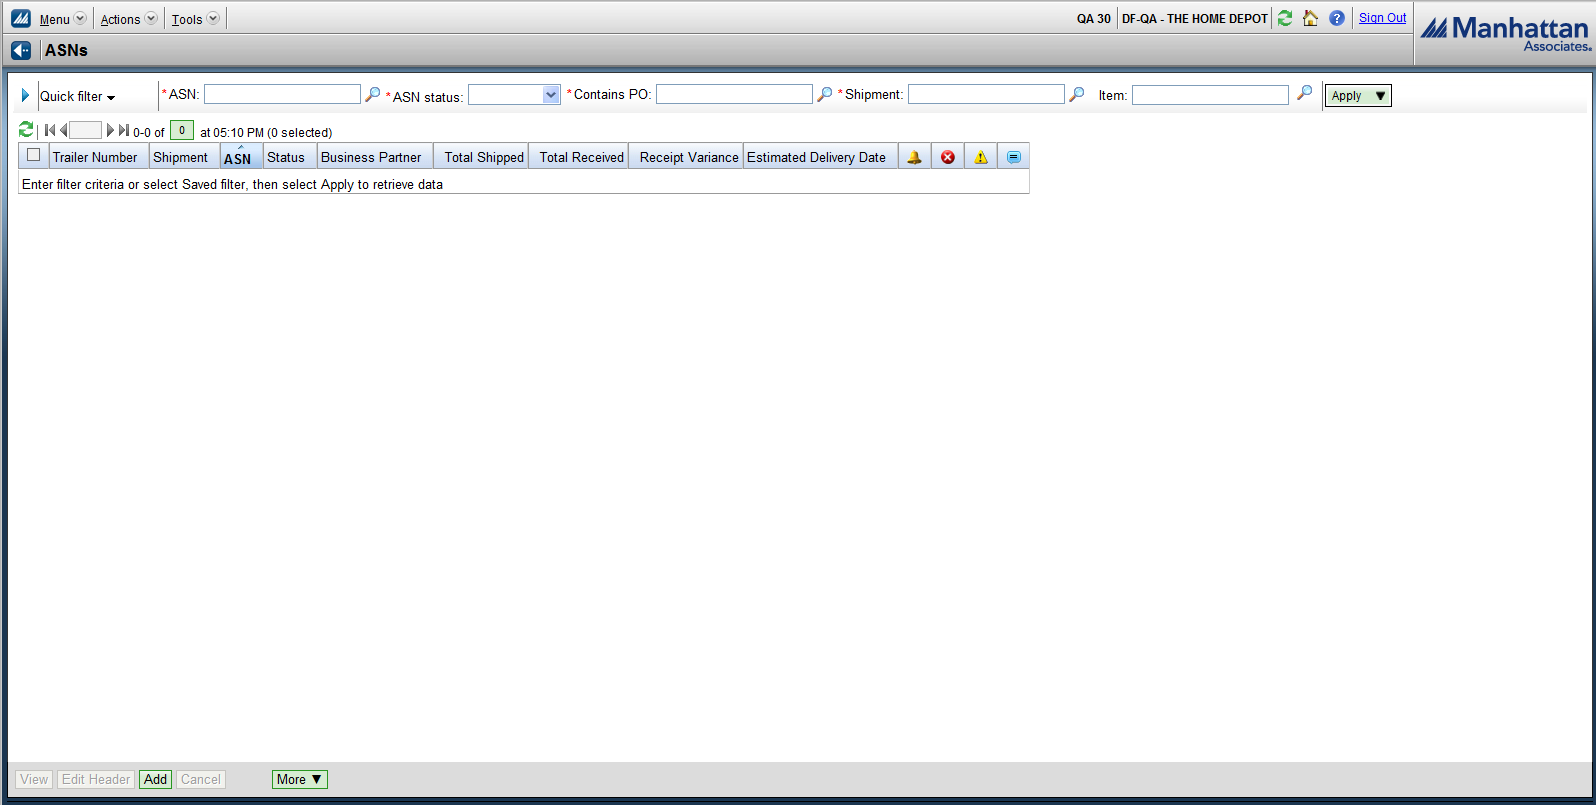 Menu Actions Tools QA 30 DF-QA - THE HOME DEPOT Sign Out
Manhattan Associates.
ASNs
Quick filter *ASN: *ASN status: *Contains PO: *Shipment: Item: Apply ▼
0-0 of 0 at 05:10 PM (0 selected)
Trailer Number Shipment ASN Status Business Partner Total Shipped Total Received Receipt Variance Estimated Delivery Date
Enter filter criteria or select Saved filter, then select Apply to retrieve data
View Edit Header Add Cancel More ▼